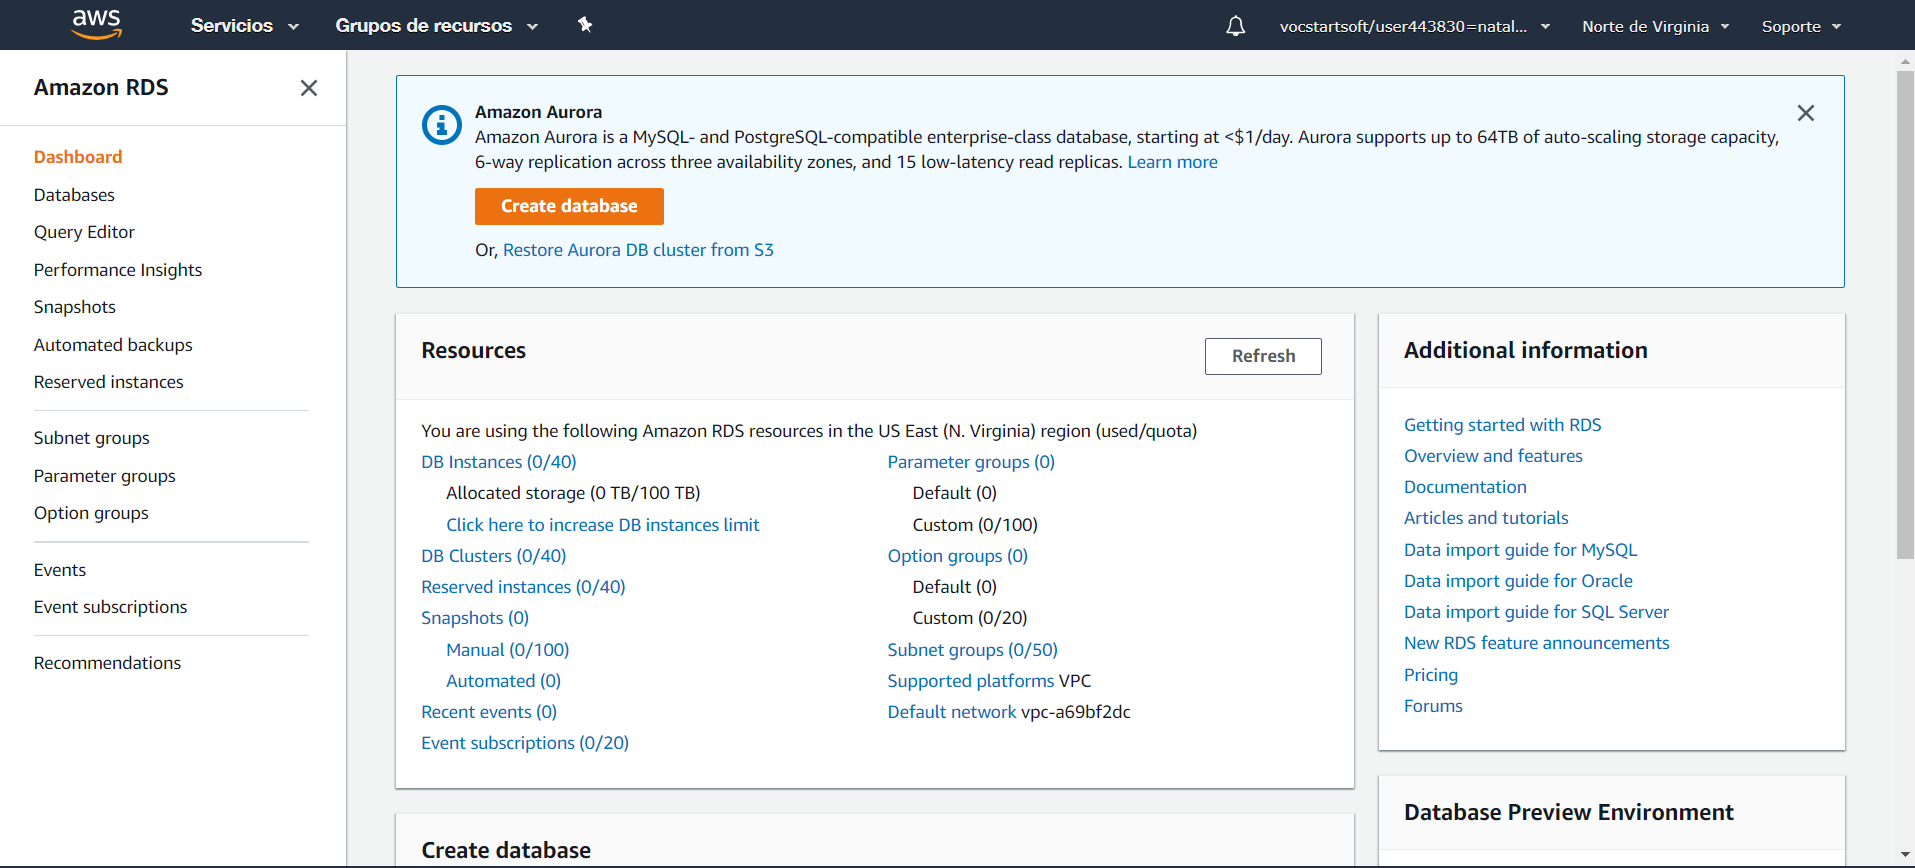 aws
Servicios
Grupos de recursos
vocstartsoft/user443830=natal...
Norte de Virginia
Soporte
Amazon RDS
Dashboard
Databases
Query Editor
Performance Insights
Snapshots
Automated backups
Reserved instances
Subnet groups
Parameter groups
Option groups
Events
Event subscriptions
Recommendations
Amazon Aurora
Amazon Aurora is a MySQL- and PostgreSQL-compatible enterprise-class database, starting at <$1/day. Aurora supports up to 64TB of auto-scaling storage capacity,
6-way replication across three availability zones, and 15 low-latency read replicas. Learn more
Create database
Or, Restore Aurora DB cluster from S3
Resources
Refresh
You are using the following Amazon RDS resources in the US East (N. Virginia) region (used/quota)
DB Instances (0/40)
Allocated storage (0 TB/100 TB)
Click here to increase DB instances limit
DB Clusters (0/40)
Reserved instances (0/40)
Snapshots (0)
Manual (0/100)
Automated (0)
Recent events (0)
Event subscriptions (0/20)
Parameter groups (0)
Default (0)
Custom (0/100)
Option groups (0)
Default (0)
Custom (0/20)
Subnet groups (0/50)
Supported platforms VPC
Default network vpc-a69bf2dc
Create database
Additional information
Getting started with RDS
Overview and features
Documentation
Articles and tutorials
Data import guide for MySQL
Data import guide for Oracle
Data import guide for SQL Server
New RDS feature announcements
Pricing
Forums
Database Preview Environment